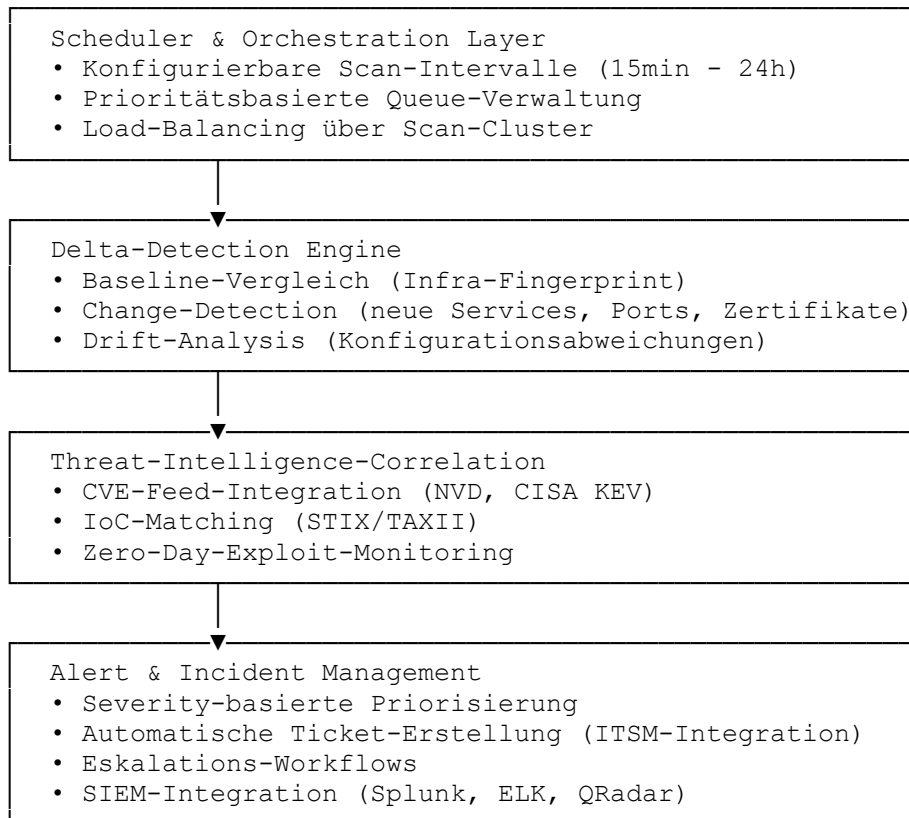 Scheduler & Orchestration Layer
• Konfigurierbare Scan-Intervalle (15min - 24h)
• Prioritätsbasierte Queue-Verwaltung
• Load-Balancing über Scan-Cluster
Delta-Detection Engine
• Baseline-Vergleich (Infra-Fingerprint)
• Change-Detection (neue Services, Ports, Zertifikate)
• Drift-Analysis (Konfigurationsabweichungen)
Threat-Intelligence-Correlation
• CVE-Feed-Integration (NVD, CISA KEV)
• IoC-Matching (STIX/TAXII)
• Zero-Day-Exploit-Monitoring
Alert & Incident Management
• Severity-basierte Priorisierung
• Automatische Ticket-Erstellung (ITSM-Integration)
• Eskalations-Workflows
• SIEM-Integration (Splunk, ELK, QRadar)